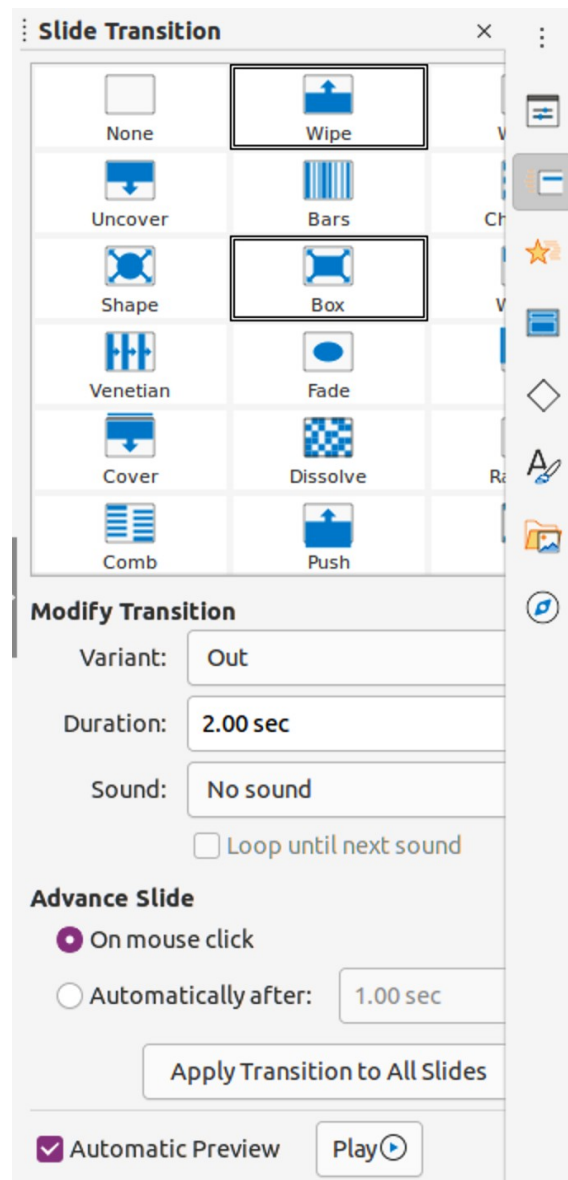 Slide Transition
None Wipe
Uncover Bars
Shape Box
Venetian Fade
Cover Dissolve
Comb Push
Modify Transition
Variant: Out
Duration: 2.00 sec
Sound: No sound
Loop until next sound
Advance Slide
On mouse click
Automatically after: 1.00 sec
Apply Transition to All Slides
Automatic Preview Play